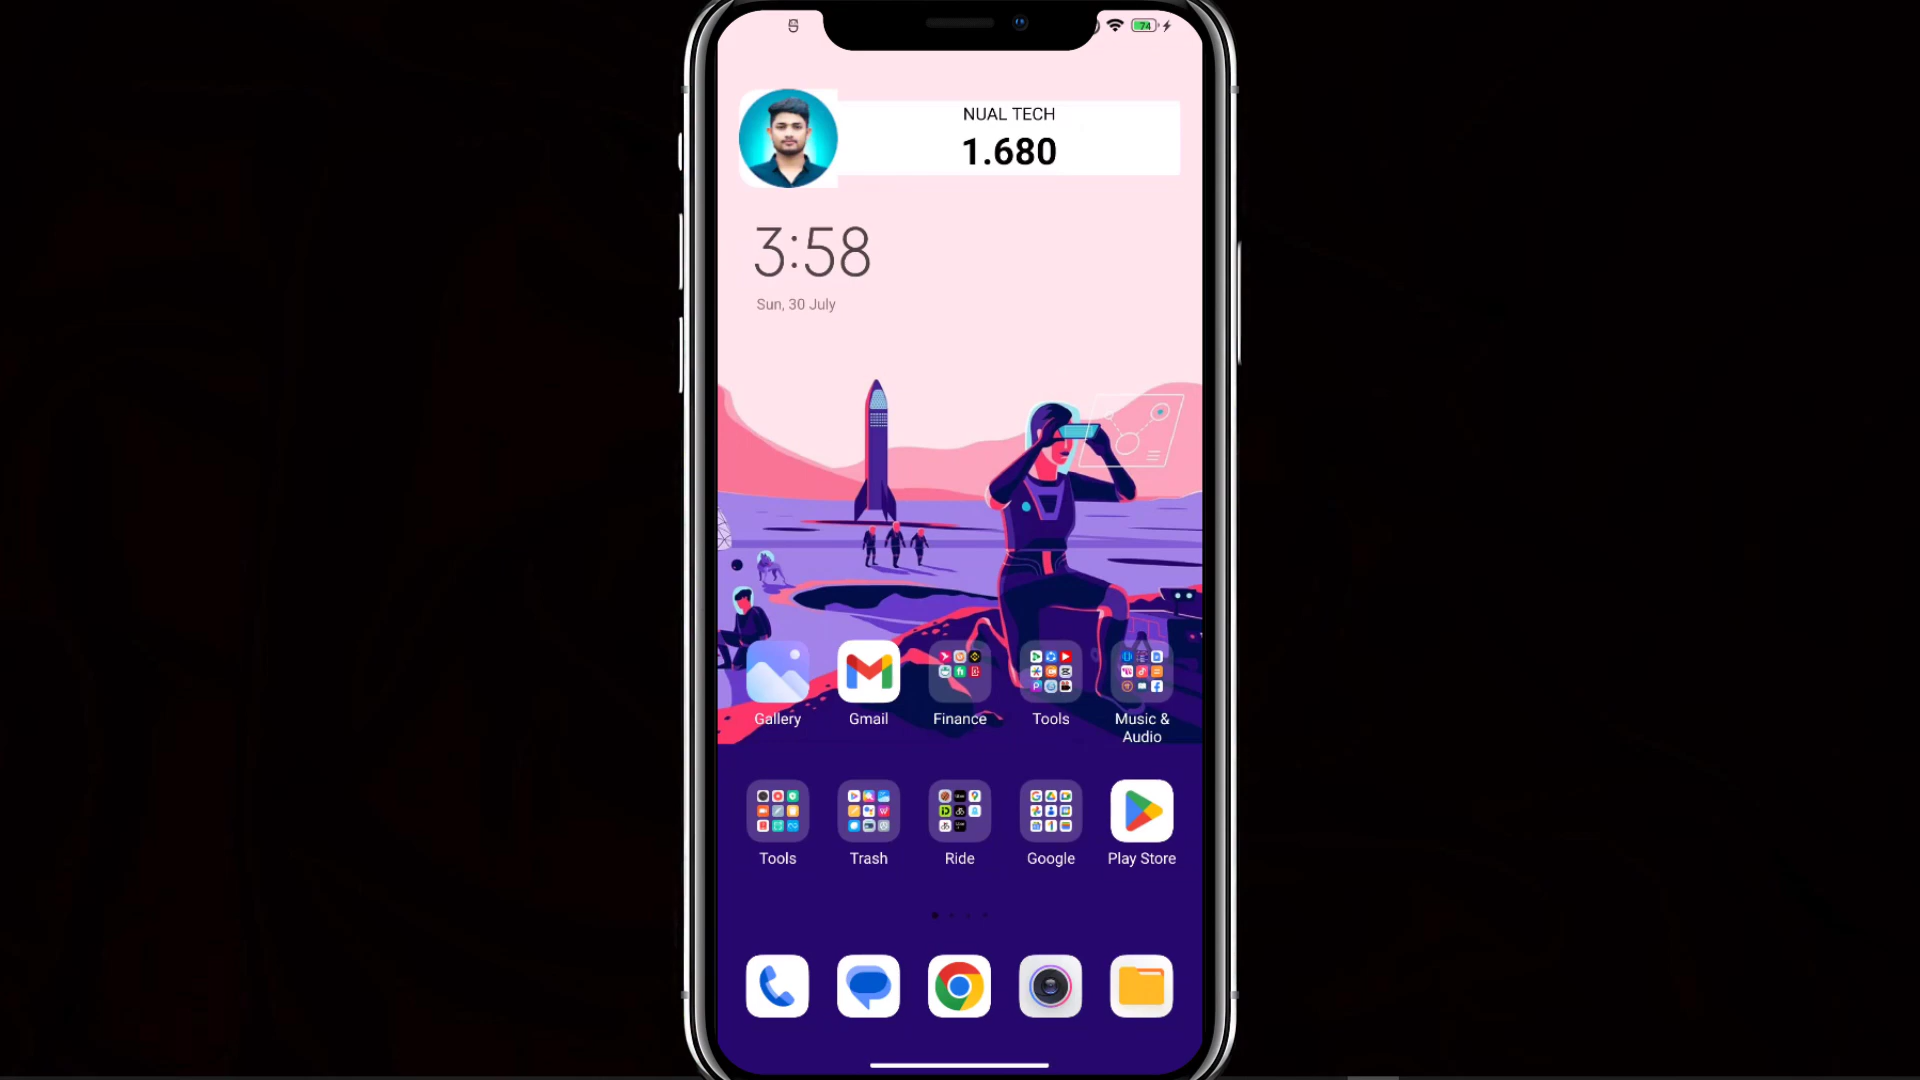 74
NUAL TECH
1.680
3:58
Sun, 30 July
Gallery
Gmail
Finance
Tools
Music &
Audio
Tools
Trash
Ride
Google
Play Store